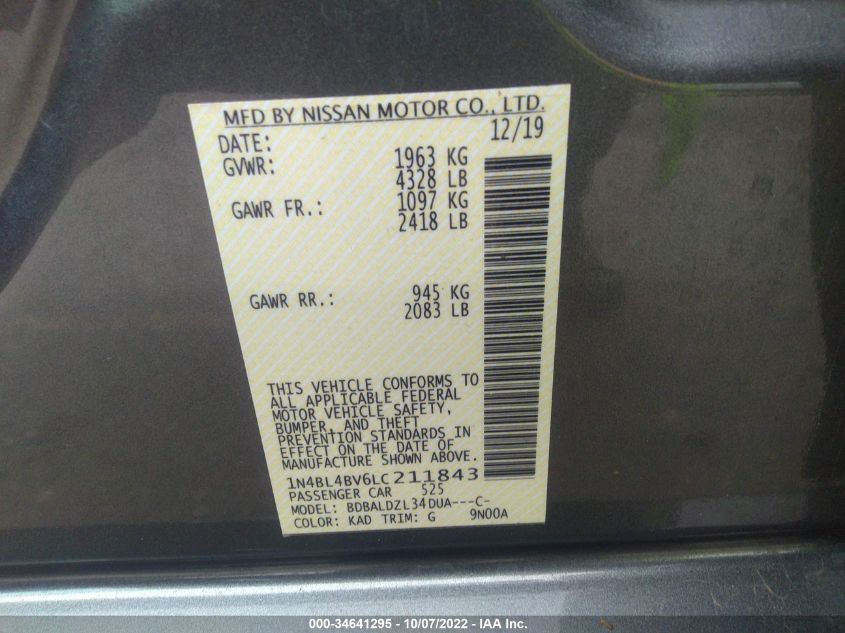 MFD BY NISSAN MOTOR CO., LTD.
DATE: 12/19
GVWR: 1963 KG
4328 LB
GAWR FR.: 1097 KG
2418 LB
GAWR RR.: 945 KG
2083 LB
THIS VEHICLE CONFORMS TO
ALL APPLICABLE FEDERAL
MOTOR VEHICLE SAFETY,
BUMPER, AND THEFT
PREVENTION STANDARDS IN
EFFECT ON THE DATE OF
MANUFACTURE SHOWN ABOVE.
1N4BL4BV6LC211843
PASSENGER CAR 525
MODEL: BDBALDZL34DUA---C-
COLOR: KAD TRIM: G 9N00A
000-34641295 - 10/07/2022 - IAA Inc.